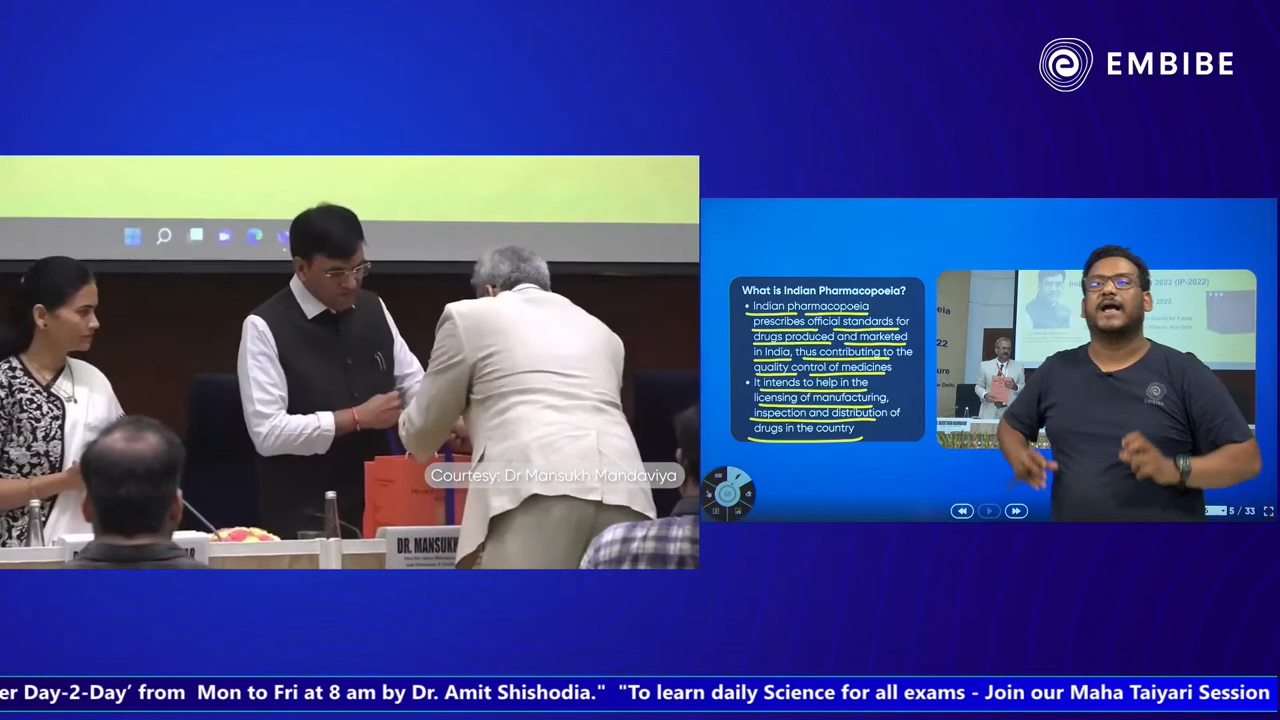 EMBIBE
What is Indian Pharmacopoeia?
• Indian pharmacopoeia
prescribes official standards for
drugs produced and marketed
in India, thus contributing to the
quality control of medicines
• It intends to help in the
licensing of manufacturing,
inspection and distribution of
drugs in the country
2022 (IP-2022)
EMBIBE
Courtesy: Dr Mansukh Mandaviya
5 / 33
DR. MANSUKH
er Day-2-Day’ from Mon to Fri at 8 am by Dr. Amit Shishodia." "To learn daily Science for all exams - Join our Maha Taiyari Session